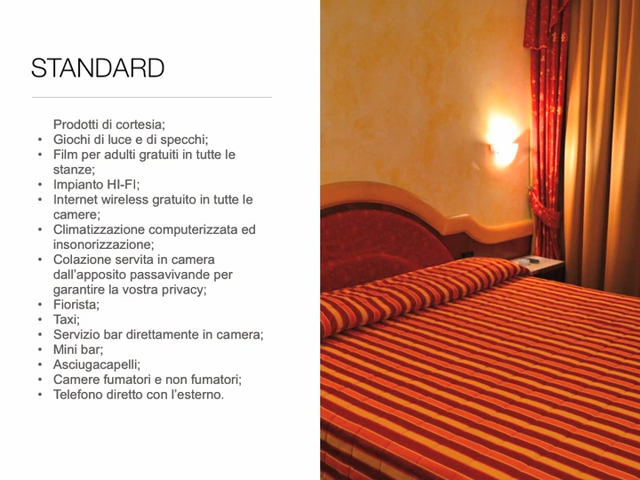 STANDARD
Prodotti di cortesia;
• Giochi di luce e di specchi;
• Film per adulti gratuiti in tutte le
stanze;
• Impianto HI-FI;
• Internet wireless gratuito in tutte le
camere;
• Climatizzazione computerizzata ed
insonorizzazione;
• Colazione servita in camera
dall’apposito passavivande per
garantire la vostra privacy;
• Fiorista;
• Taxi;
• Servizio bar direttamente in camera;
• Mini bar;
• Asciugacapelli;
• Camere fumatori e non fumatori;
• Telefono diretto con l’esterno.